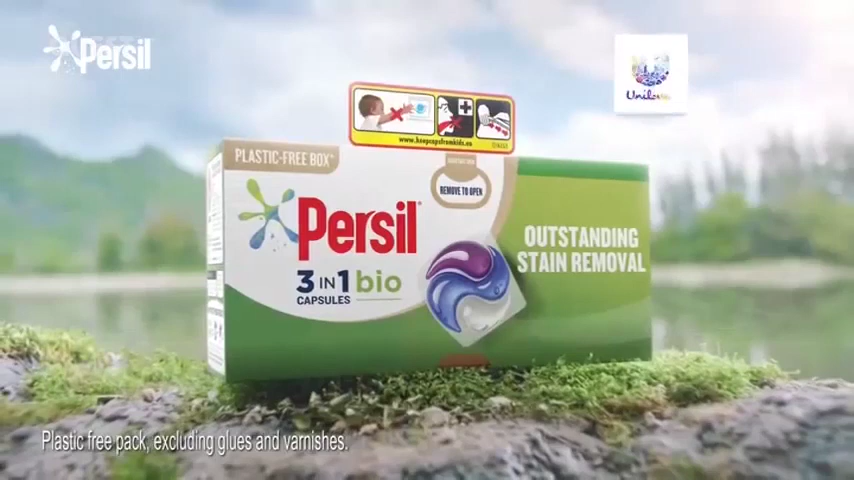 Persil
Unilever
www.keepcapsfromkids.eu
PLASTIC-FREE BOX*
REMOVE TO OPEN
Persil
3 IN 1 bio
CAPSULES
OUTSTANDING
STAIN REMOVAL
Plastic free pack, excluding glues and varnishes.